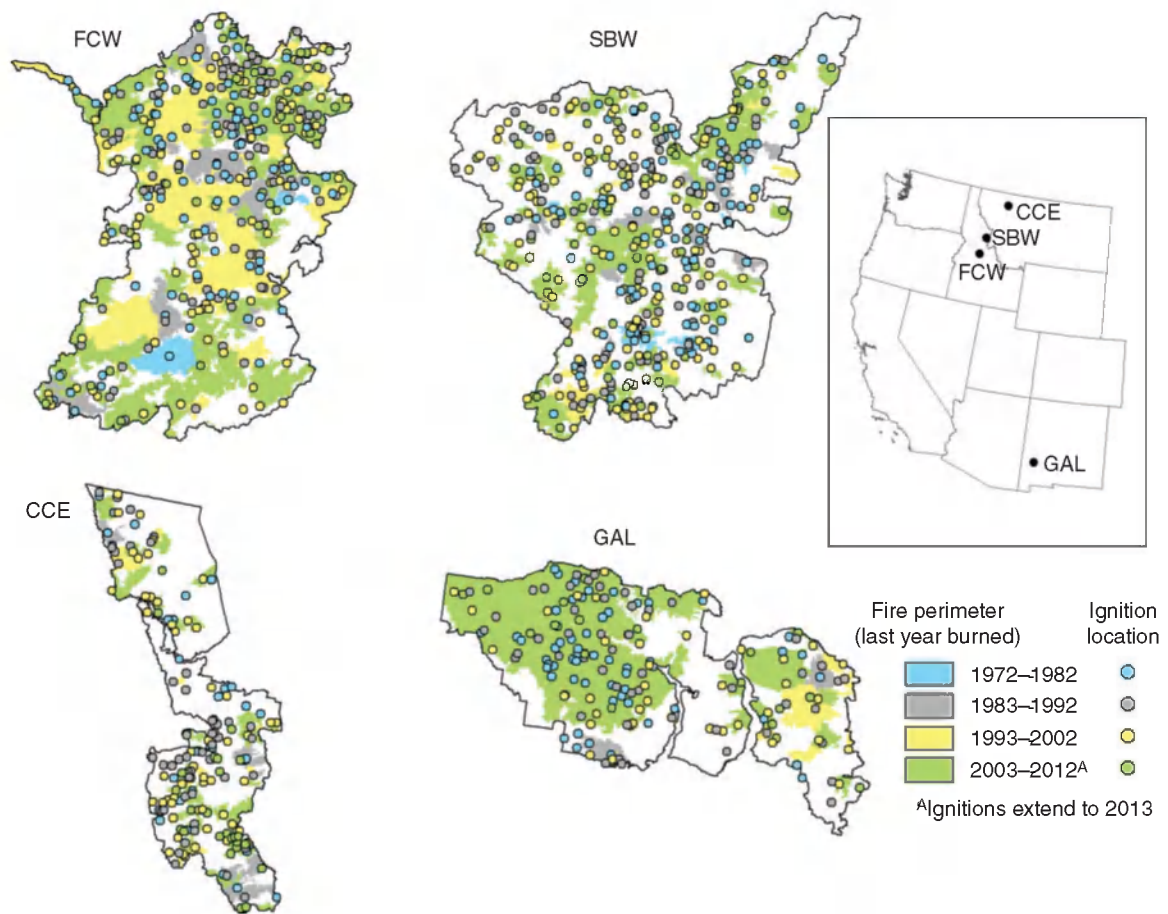 FCW
SBW
CCE
SBW
FCW
GAL
CCE
GAL
Fire perimeter
(last year burned)
Ignition
location
1972–1982
1983–1992
1993–2002
2003–2012ᴬ
ᴬIgnitions extend to 2013